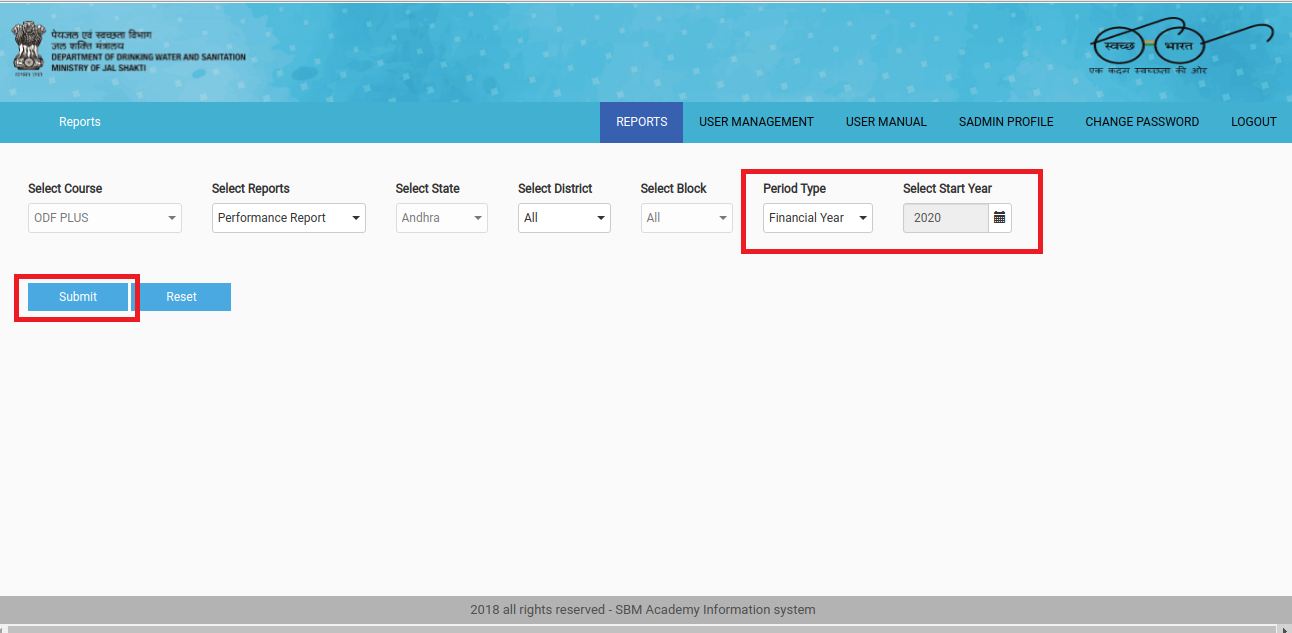 पेयजल एवं स्वच्छता विभाग
जल शक्ति मंत्रालय
DEPARTMENT OF DRINKING WATER AND SANITATION
MINISTRY OF JAL SHAKTI
स्वच्छ भारत
एक कदम स्वच्छता की ओर
Reports REPORTS USER MANAGEMENT USER MANUAL SADMIN PROFILE CHANGE PASSWORD LOGOUT
Select Course Select Reports Select State Select District Select Block Period Type Select Start Year
ODF PLUS Performance Report Andhra All All Financial Year 2020
Submit Reset
2018 all rights reserved - SBM Academy Information system